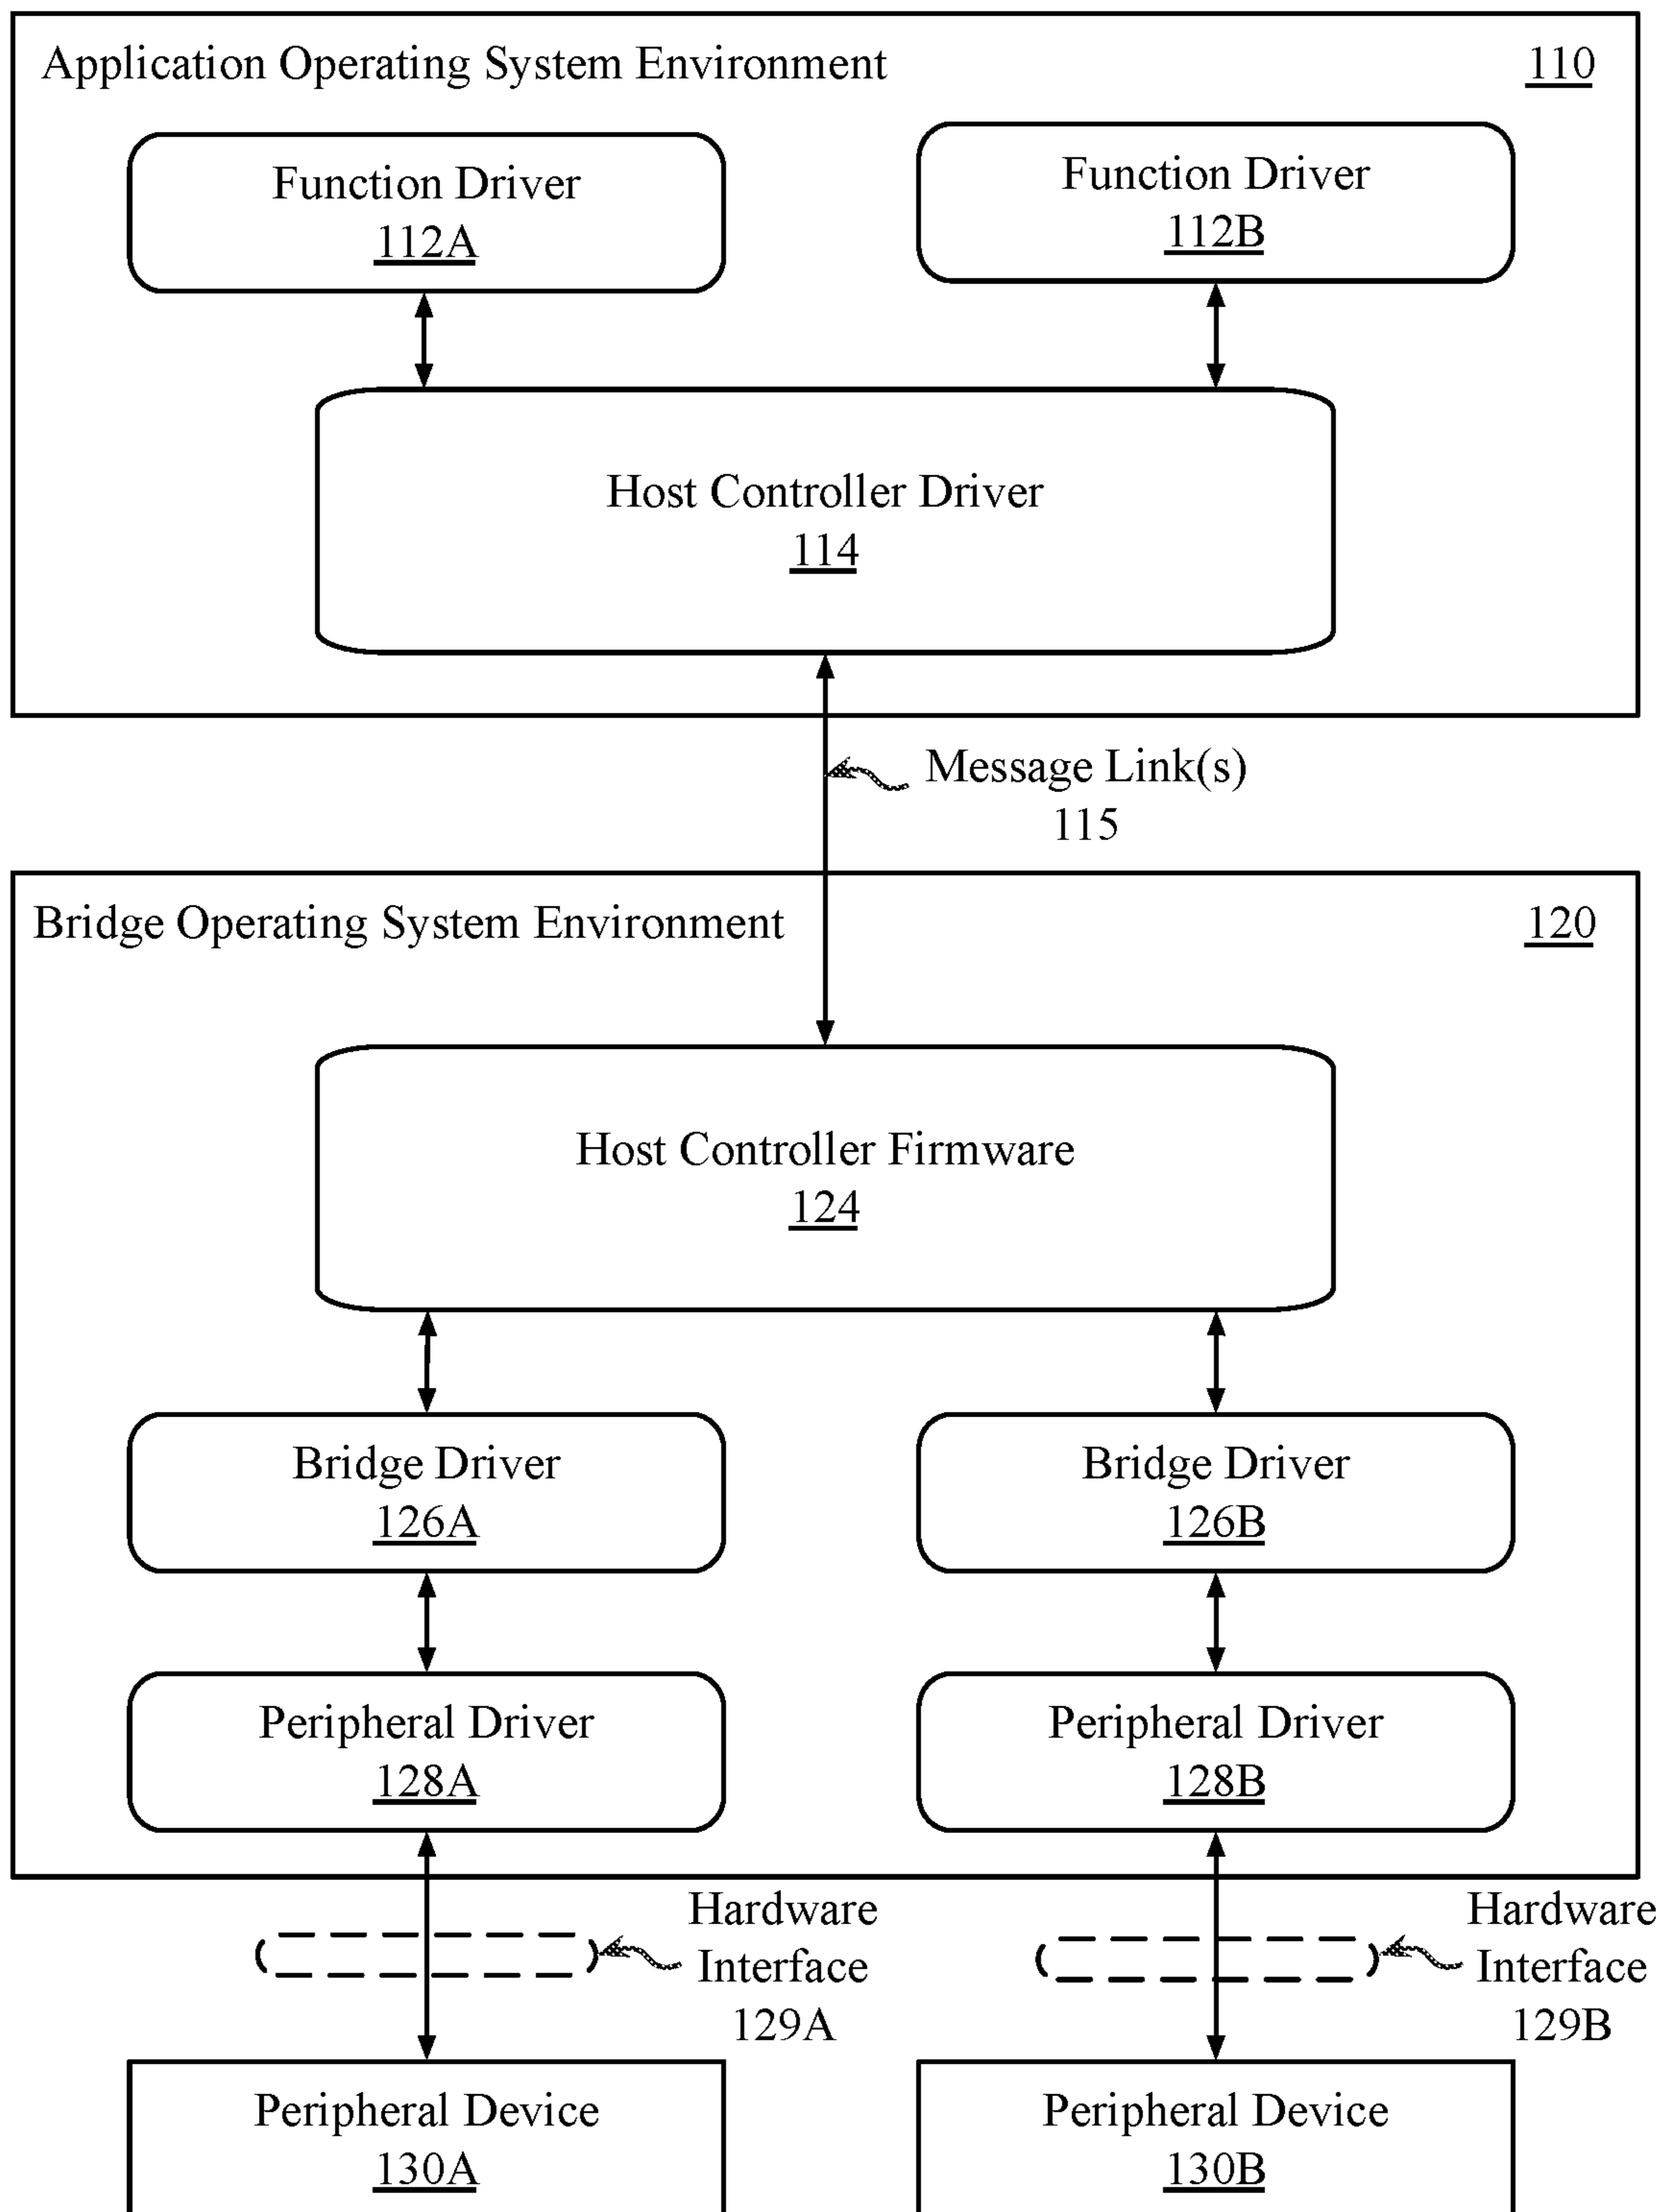 Application Operating System Environment 110
Function Driver
112A
Function Driver
112B
Host Controller Driver
114
Message Link(s)
115
Bridge Operating System Environment 120
Host Controller Firmware
124
Bridge Driver
126A
Bridge Driver
126B
Peripheral Driver
128A
Peripheral Driver
128B
Hardware
Interface
129A
Hardware
Interface
129B
Peripheral Device
130A
Peripheral Device
130B